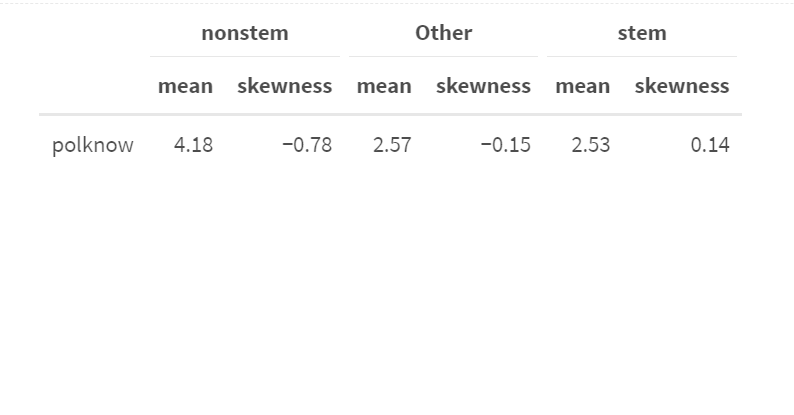 nonstem Other stem
mean skewness mean skewness mean skewness
polknow 4.18 −0.78 2.57 −0.15 2.53 0.14